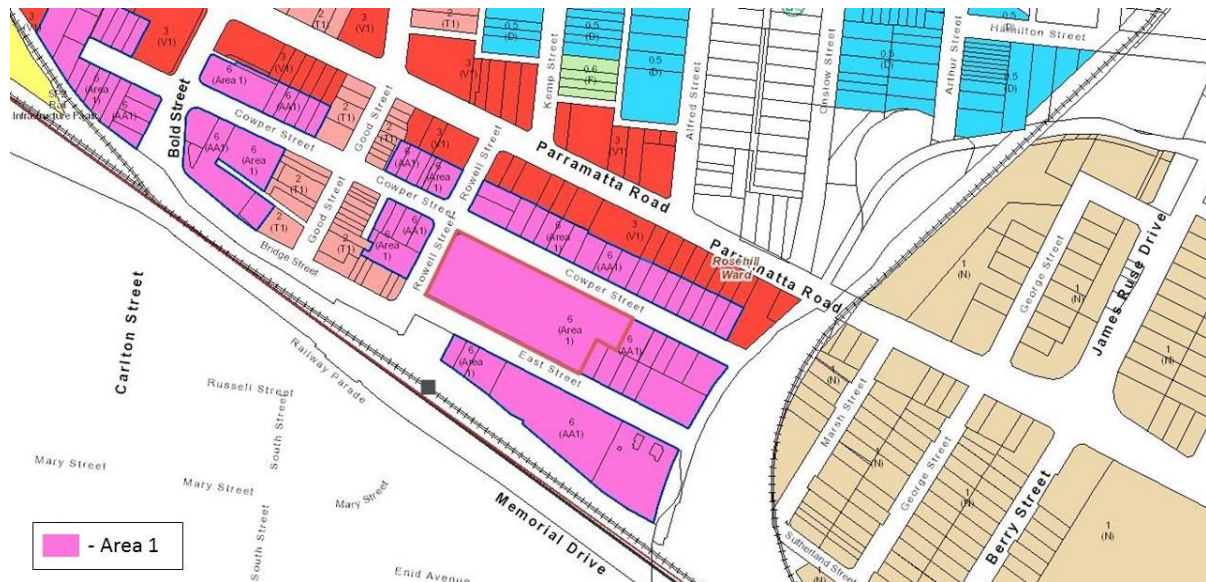 3
(V1)
2
(T1)
3
(V1)
2
(T1)
0.5
(D)
Kemp Street
0.5
(D)
0.6
(F)
0.5
(D)
Alfred Street
Onslow Street
0.5
(D)
Arthur Street
0.5
(D)
Hamilton Street
0.5
(D)
SP2
Rail
Infrastructure
6
(Area
1)
6
(AA1)
Bold Street
6
(Area 1)
3
(V1)
6
(AA1)
2
(T1)
Good Street
2
(T1)
3
(V1)
3
(V1)
3
(V1)
Cowper Street
6
(AA1)
6
(Area
1)
2
(T1)
Good Street
2
(T1)
2
(T1)
Bridge Street
6
(AA1)
6
(Area
1)
Cowper Street
Rowell Street
6
(AA1)
6
(Area
1)
Rowell Street
Parramatta Road
3
(V1)
6
(Area
1)
6
(AA1)
Cowper Street
Rosehill
Ward
Parramatta Road
6
(Area
1)
6
(AA1)
East Street
6
(Area
1)
6
(AA1)
Carlton Street
Railway Parade
Russell Street
South Street
Mary Street
Mary Street
Mary Street
South Street
Enid Avenue
Memorial Drive
1
(N)
George Street
1
(N)
James Ruse Drive
1
(N)
1
(N)
Marsh Street
1
(N)
George Street
1
(N)
Berry Street
1
(N)
Sutherland Street
- Area 1